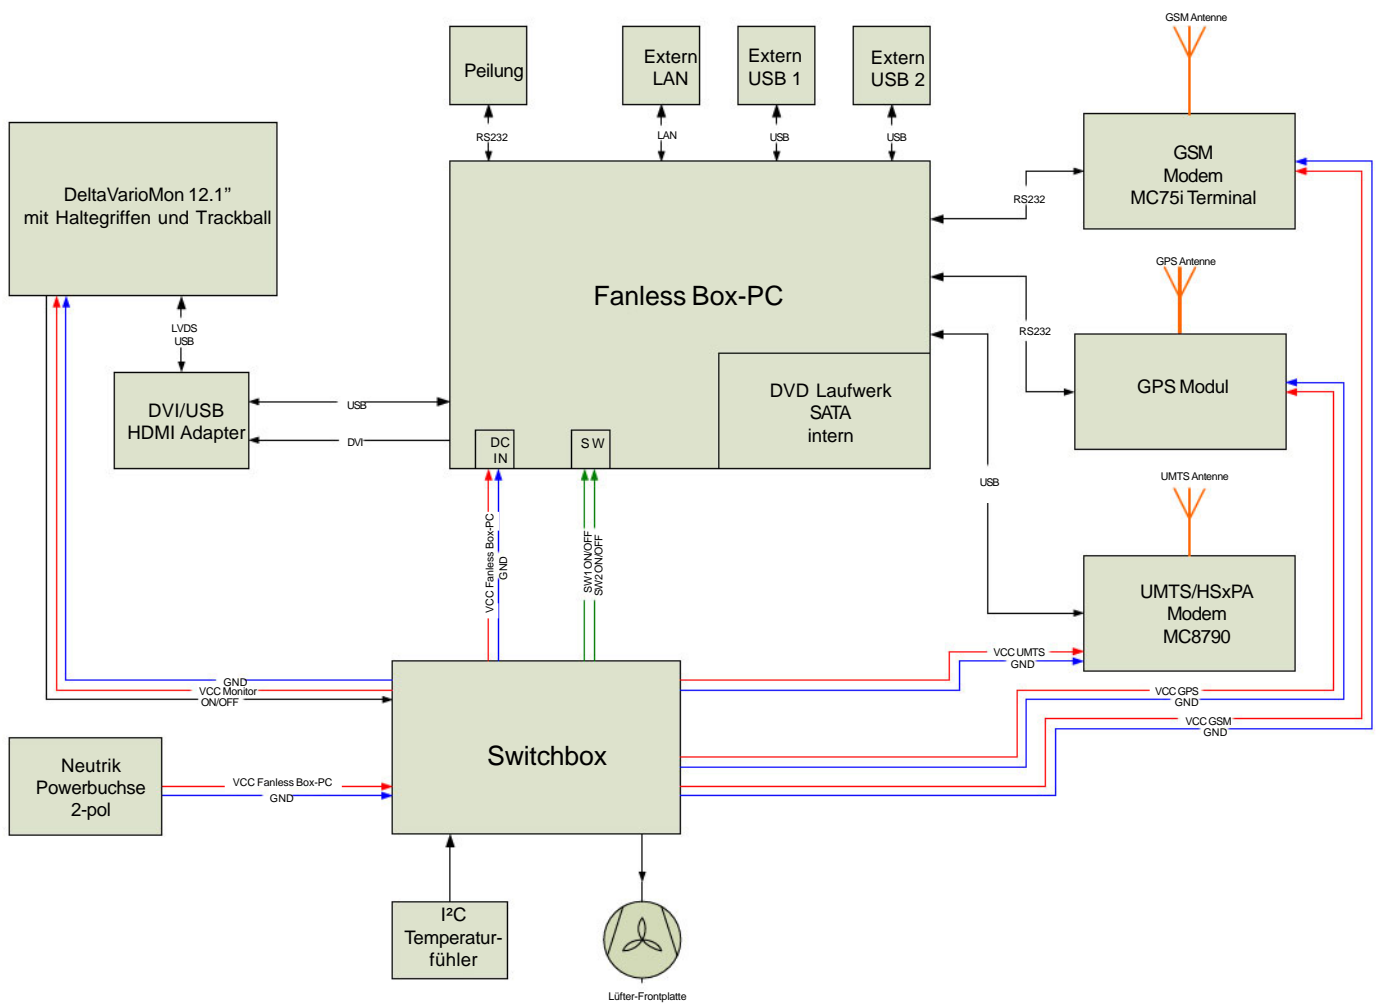 GSM Antenne
Peilung
Extern
LAN
Extern
USB 1
Extern
USB 2
RS232
LAN
USB
USB
DeltaVarioMon 12.1”
mit Haltegriffen und Trackball
GSM
Modem
MC75i Terminal
RS232
GPS Antenne
Fanless Box-PC
LVDS
USB
RS232
GPS Modul
DVI/USB
HDMI Adapter
USB
DVI
DVD Laufwerk
SATA
intern
DC
IN
SW
UMTS Antenne
USB
VCC Fanless Box-PC
GND
SW1 ON/OFF
SW2 ON/OFF
UMTS/HSxPA
Modem
MC8790
VCC UMTS
GND
GND
VCC Monitor
ON/OFF
VCC GPS
GND
VCC GSM
GND
Switchbox
Neutrik
Powerbuchse
2-pol
VCC Fanless Box-PC
GND
I²C
Temperatur-
fühler
Lüfter-Frontplatte